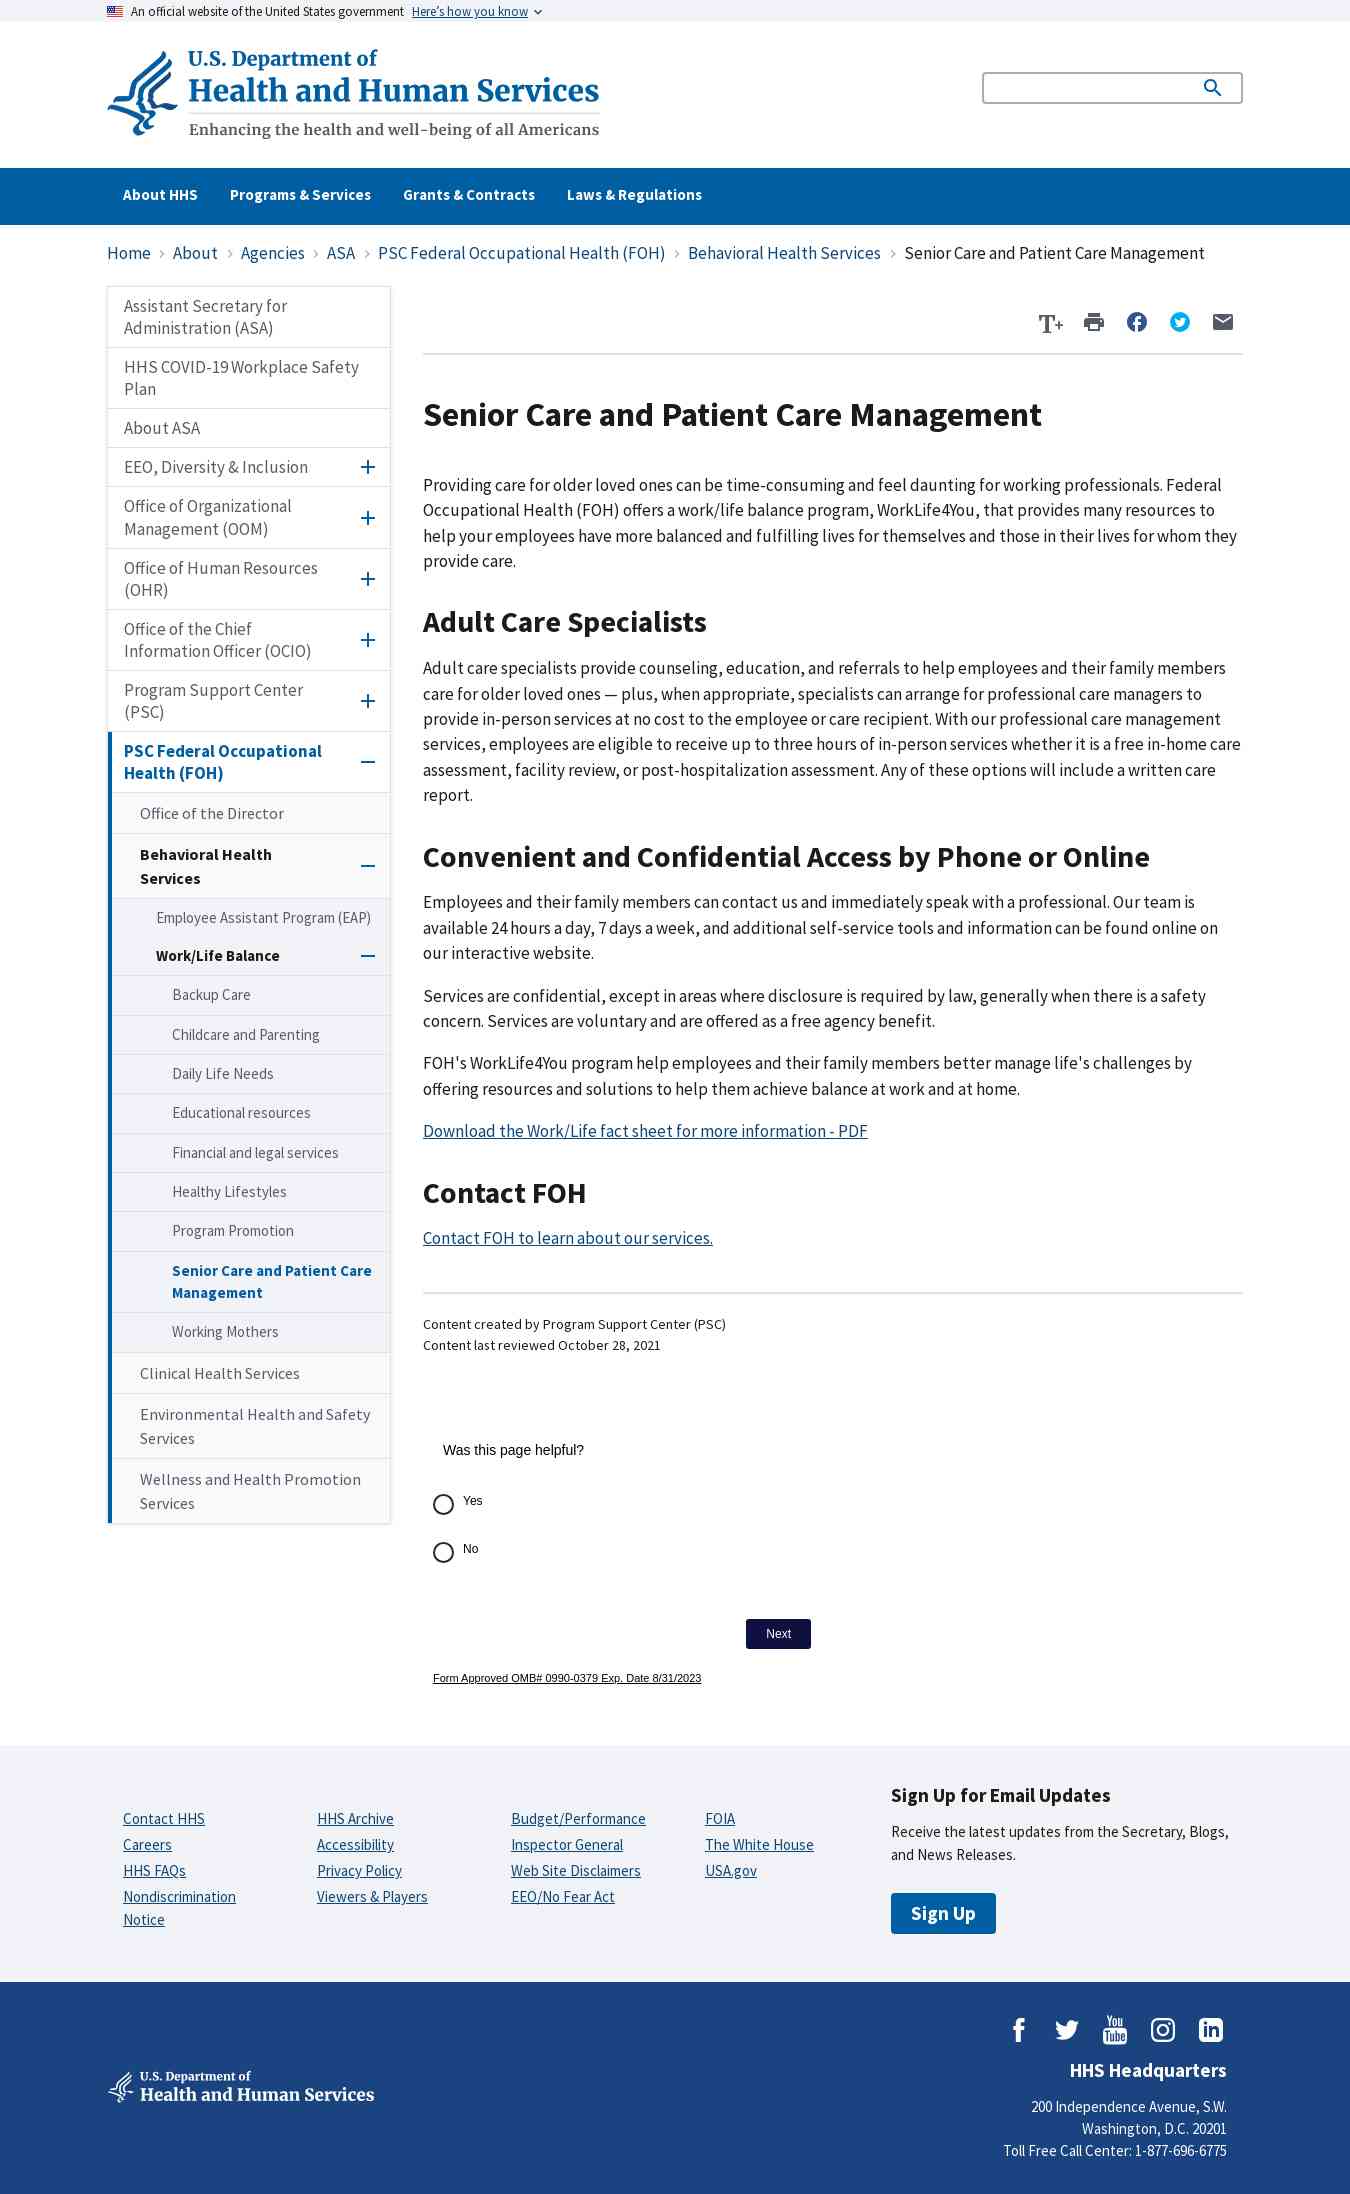 An official website of the United States government Here's how you know
U.S. Department of
Health and Human Services
Enhancing the health and well-being of all Americans
About HHS Programs & Services Grants & Contracts Laws & Regulations
Home › About › Agencies › ASA › PSC Federal Occupational Health (FOH) › Behavioral Health Services › Senior Care and Patient Care Management
Assistant Secretary for
Administration (ASA)
HHS COVID-19 Workplace Safety
Plan
About ASA
EEO, Diversity & Inclusion
Office of Organizational
Management (OOM)
Office of Human Resources
(OHR)
Office of the Chief
Information Officer (OCIO)
Program Support Center
(PSC)
PSC Federal Occupational
Health (FOH)
Office of the Director
Behavioral Health
Services
Employee Assistant Program (EAP)
Work/Life Balance
Backup Care
Childcare and Parenting
Daily Life Needs
Educational resources
Financial and legal services
Healthy Lifestyles
Program Promotion
Senior Care and Patient Care
Management
Working Mothers
Clinical Health Services
Environmental Health and Safety
Services
Wellness and Health Promotion
Services
T+
Senior Care and Patient Care Management
Providing care for older loved ones can be time-consuming and feel daunting for working professionals. Federal
Occupational Health (FOH) offers a work/life balance program, WorkLife4You, that provides many resources to
help your employees have more balanced and fulfilling lives for themselves and those in their lives for whom they
provide care.
Adult Care Specialists
Adult care specialists provide counseling, education, and referrals to help employees and their family members
care for older loved ones — plus, when appropriate, specialists can arrange for professional care managers to
provide in-person services at no cost to the employee or care recipient. With our professional care management
services, employees are eligible to receive up to three hours of in-person services whether it is a free in-home care
assessment, facility review, or post-hospitalization assessment. Any of these options will include a written care
report.
Convenient and Confidential Access by Phone or Online
Employees and their family members can contact us and immediately speak with a professional. Our team is
available 24 hours a day, 7 days a week, and additional self-service tools and information can be found online on
our interactive website.
Services are confidential, except in areas where disclosure is required by law, generally when there is a safety
concern. Services are voluntary and are offered as a free agency benefit.
FOH's WorkLife4You program help employees and their family members better manage life's challenges by
offering resources and solutions to help them achieve balance at work and at home.
Download the Work/Life fact sheet for more information - PDF
Contact FOH
Contact FOH to learn about our services.
Content created by Program Support Center (PSC)
Content last reviewed October 28, 2021
Was this page helpful?
Yes
No
Next
Form Approved OMB# 0990-0379 Exp. Date 8/31/2023
Contact HHS
Careers
HHS FAQs
Nondiscrimination
Notice
HHS Archive
Accessibility
Privacy Policy
Viewers & Players
Budget/Performance
Inspector General
Web Site Disclaimers
EEO/No Fear Act
FOIA
The White House
USA.gov
Sign Up for Email Updates
Receive the latest updates from the Secretary, Blogs,
and News Releases.
Sign Up
You
Tube
U.S. Department of
Health and Human Services
HHS Headquarters
200 Independence Avenue, S.W.
Washington, D.C. 20201
Toll Free Call Center: 1-877-696-6775